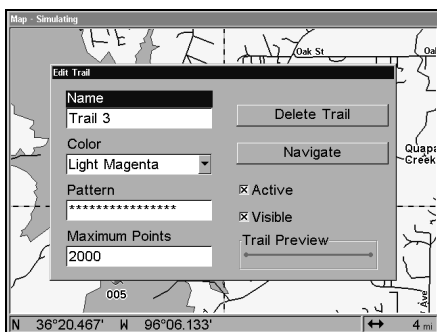 Map - Simulating
Oak St
Oak
Edit Trail
Name
Trail 3
Delete Trail
Color
Light Magenta
Navigate
Quapa
Creek
Pattern
****************
Active
Visible
Maximum Points
2000
Trail Preview
005
Ave
N 36°20.467' W 96°06.133'
4 mi